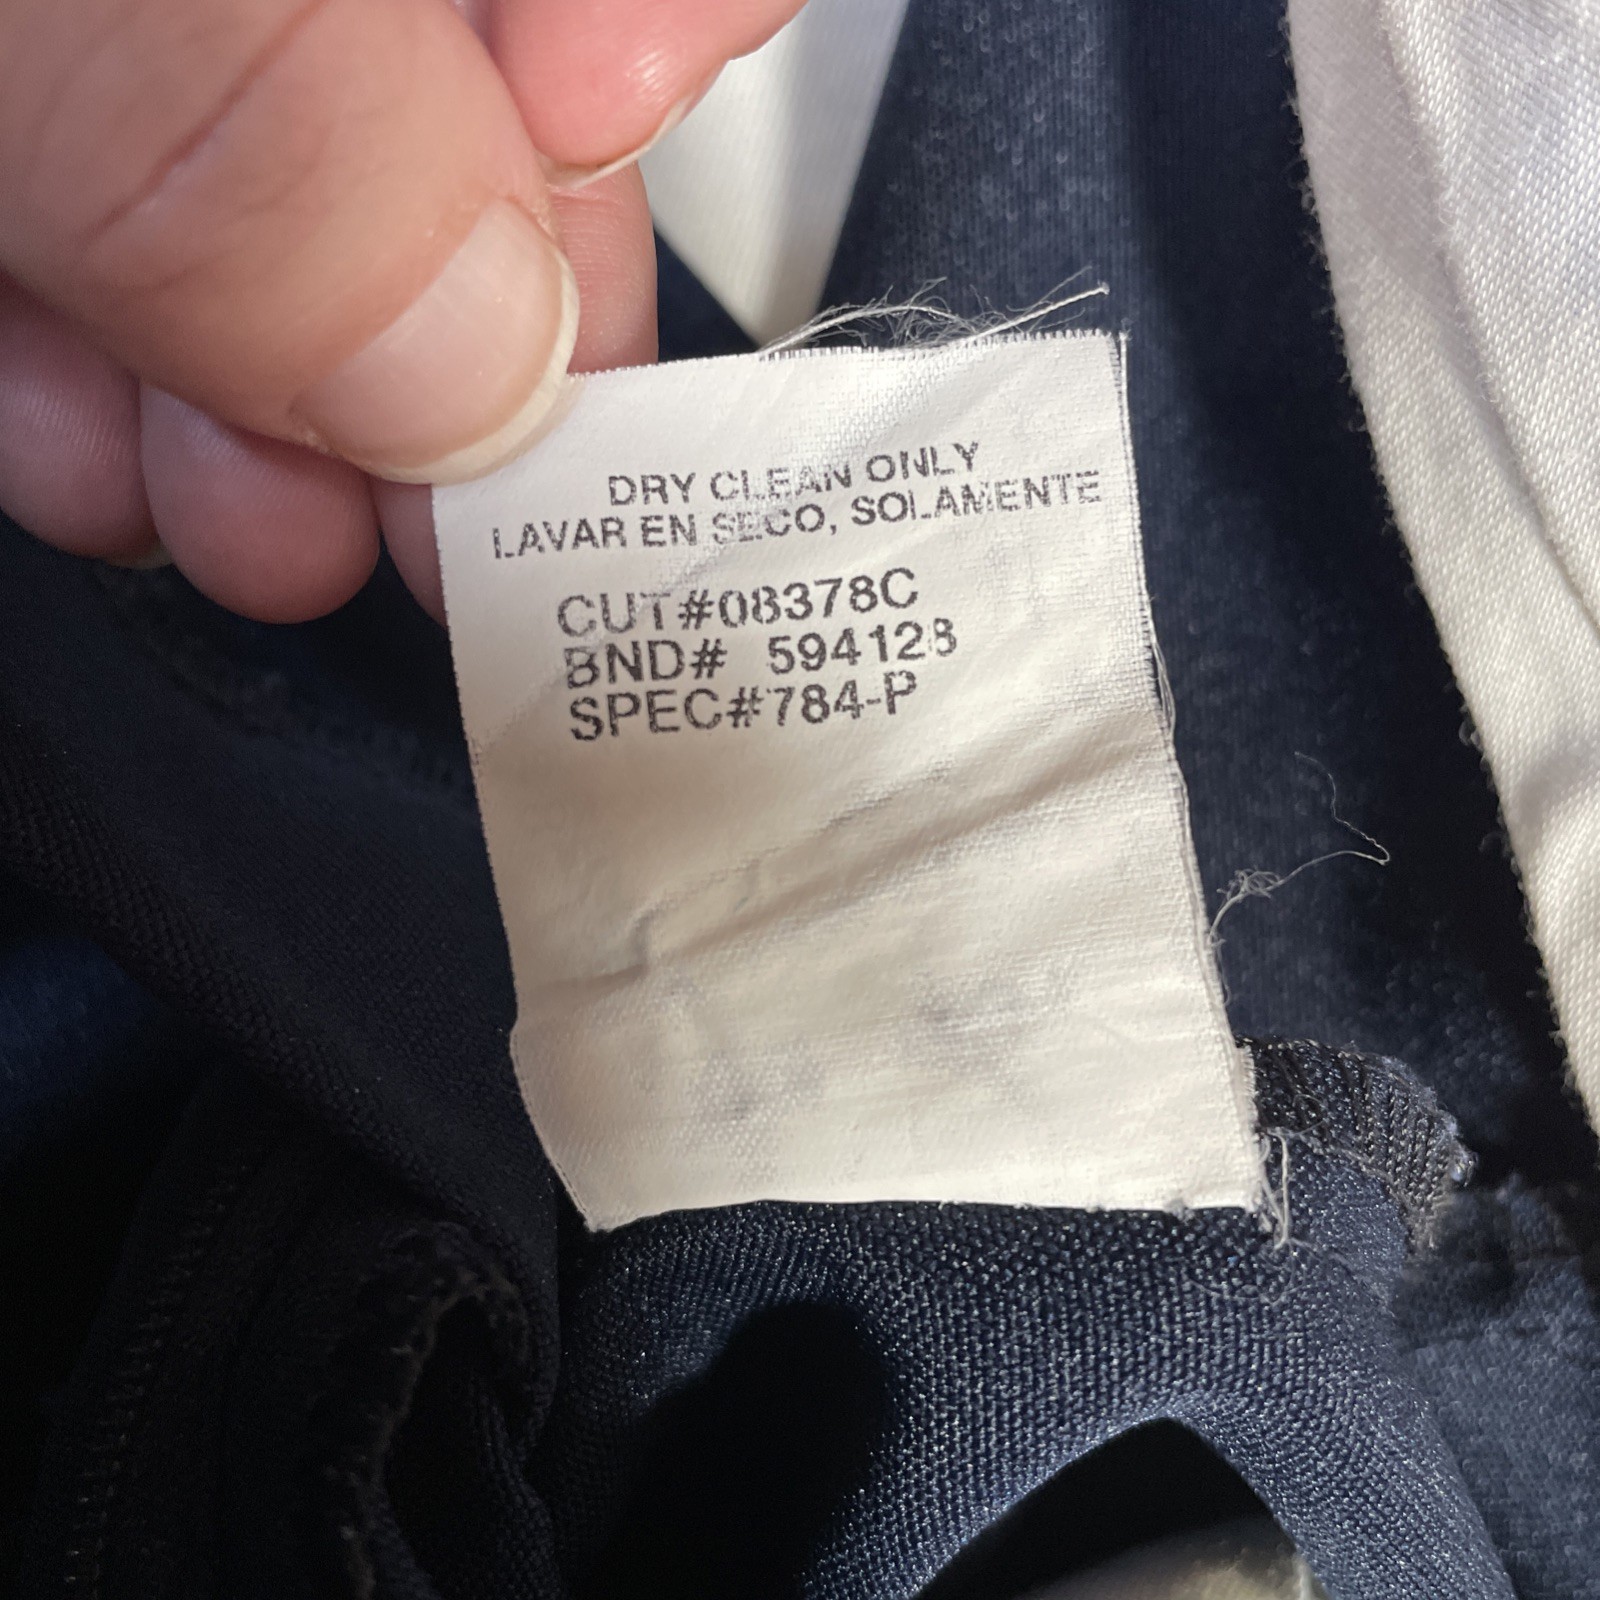 DRY CLEAN ONLY
LAVAR EN SECO, SOLAMENTE
CUT#08378C
BND# 594128
SPEC#784-P